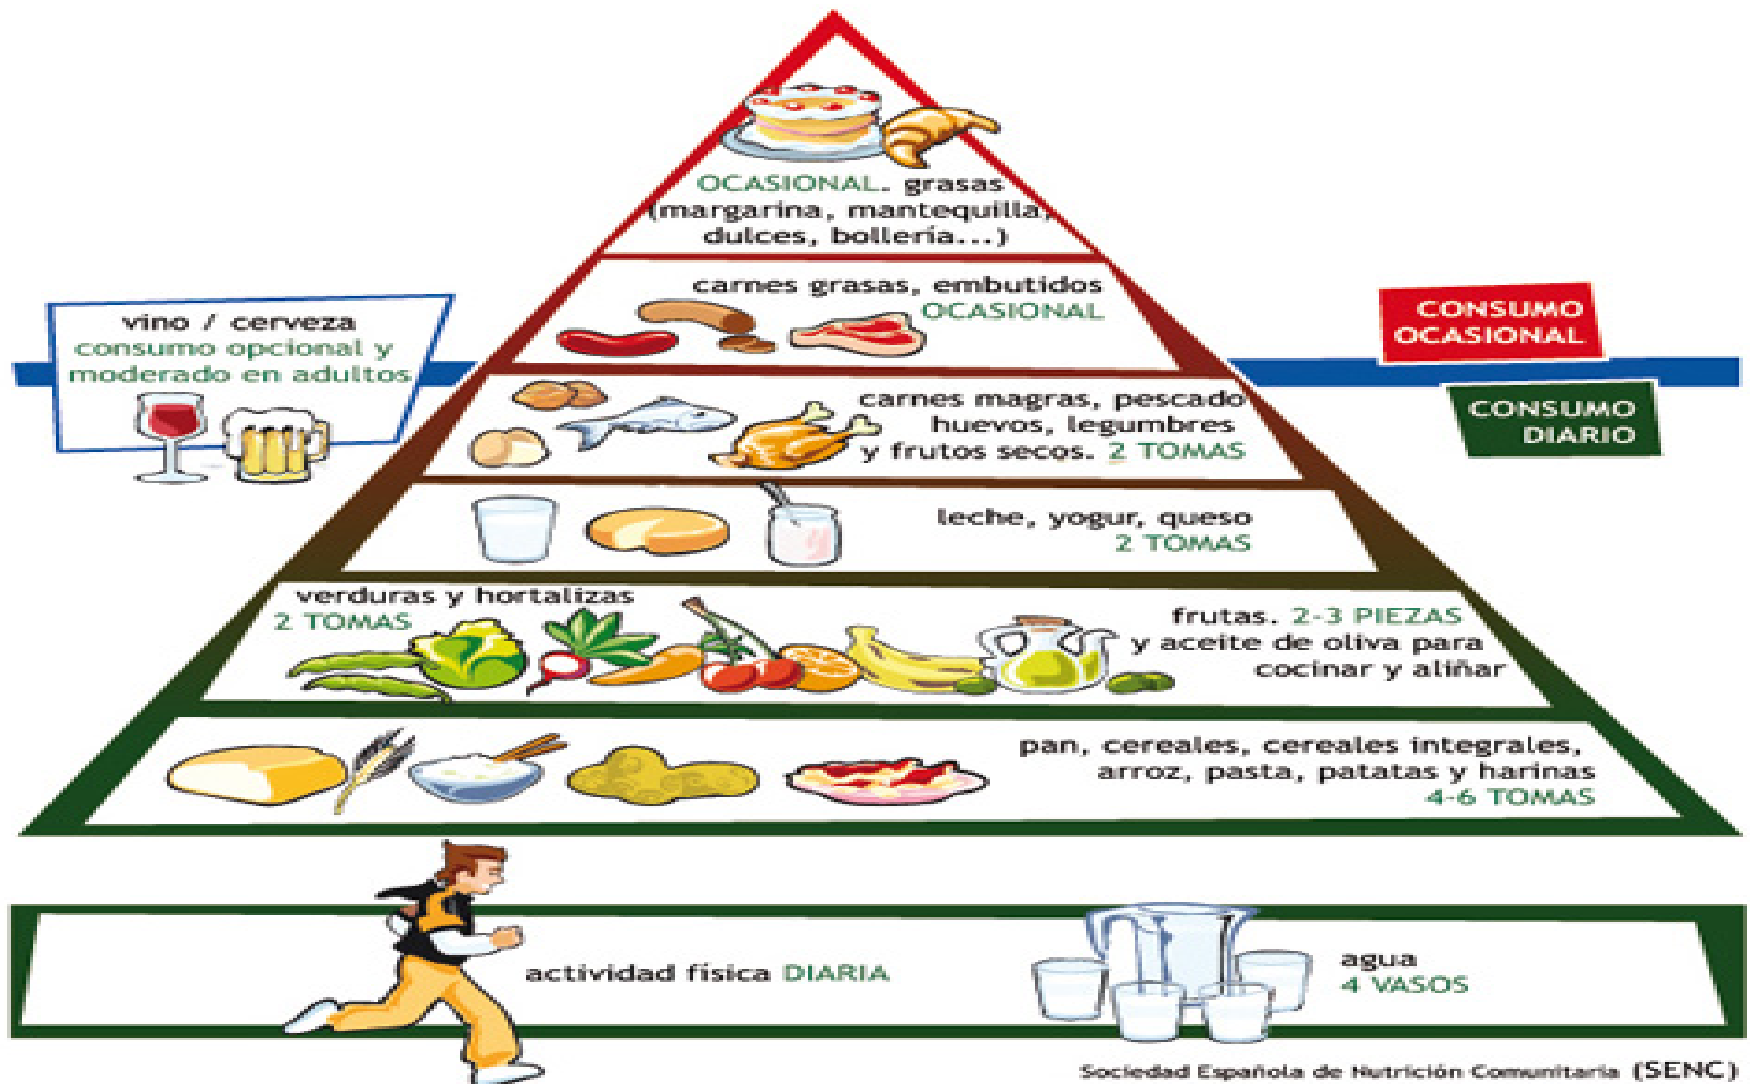 OCASIONAL. grasas
(margarina, mantequilla,
dulces, bollería...)
carnes grasas, embutidos
OCASIONAL
vino / cerveza
consumo opcional y
moderado en adultos
CONSUMO
OCASIONAL
CONSUMO
DIARIO
carnes magras, pescado
huevos, legumbres
y frutos secos. 2 TOMAS
leche, yogur, queso
2 TOMAS
verduras y hortalizas
2 TOMAS
frutas. 2-3 PIEZAS
y aceite de oliva para
cocinar y aliñar
pan, cereales, cereales integrales,
arroz, pasta, patatas y harinas
4-6 TOMAS
actividad física DIARIA
agua
4 VASOS
Sociedad Española de Nutrición Comunitaria (SENC)